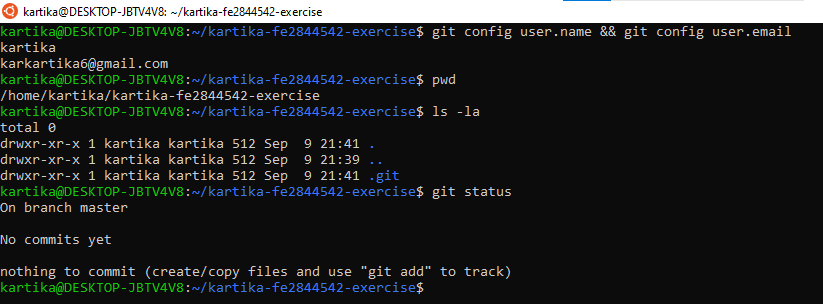 kartika@DESKTOP-JBTV4V8: ~/kartika-fe2844542-exercise
kartika@DESKTOP-JBTV4V8:~/kartika-fe2844542-exercise$ git config user.name && git config user.email
kartika
karkartika6@gmail.com
kartika@DESKTOP-JBTV4V8:~/kartika-fe2844542-exercise$ pwd
/home/kartika/kartika-fe2844542-exercise
kartika@DESKTOP-JBTV4V8:~/kartika-fe2844542-exercise$ ls -la
total 0
drwxr-xr-x 1 kartika kartika 512 Sep  9 21:41 .
drwxr-xr-x 1 kartika kartika 512 Sep  9 21:39 ..
drwxr-xr-x 1 kartika kartika 512 Sep  9 21:41 .git
kartika@DESKTOP-JBTV4V8:~/kartika-fe2844542-exercise$ git status
On branch master
No commits yet
nothing to commit (create/copy files and use "git add" to track)
kartika@DESKTOP-JBTV4V8:~/kartika-fe2844542-exercise$